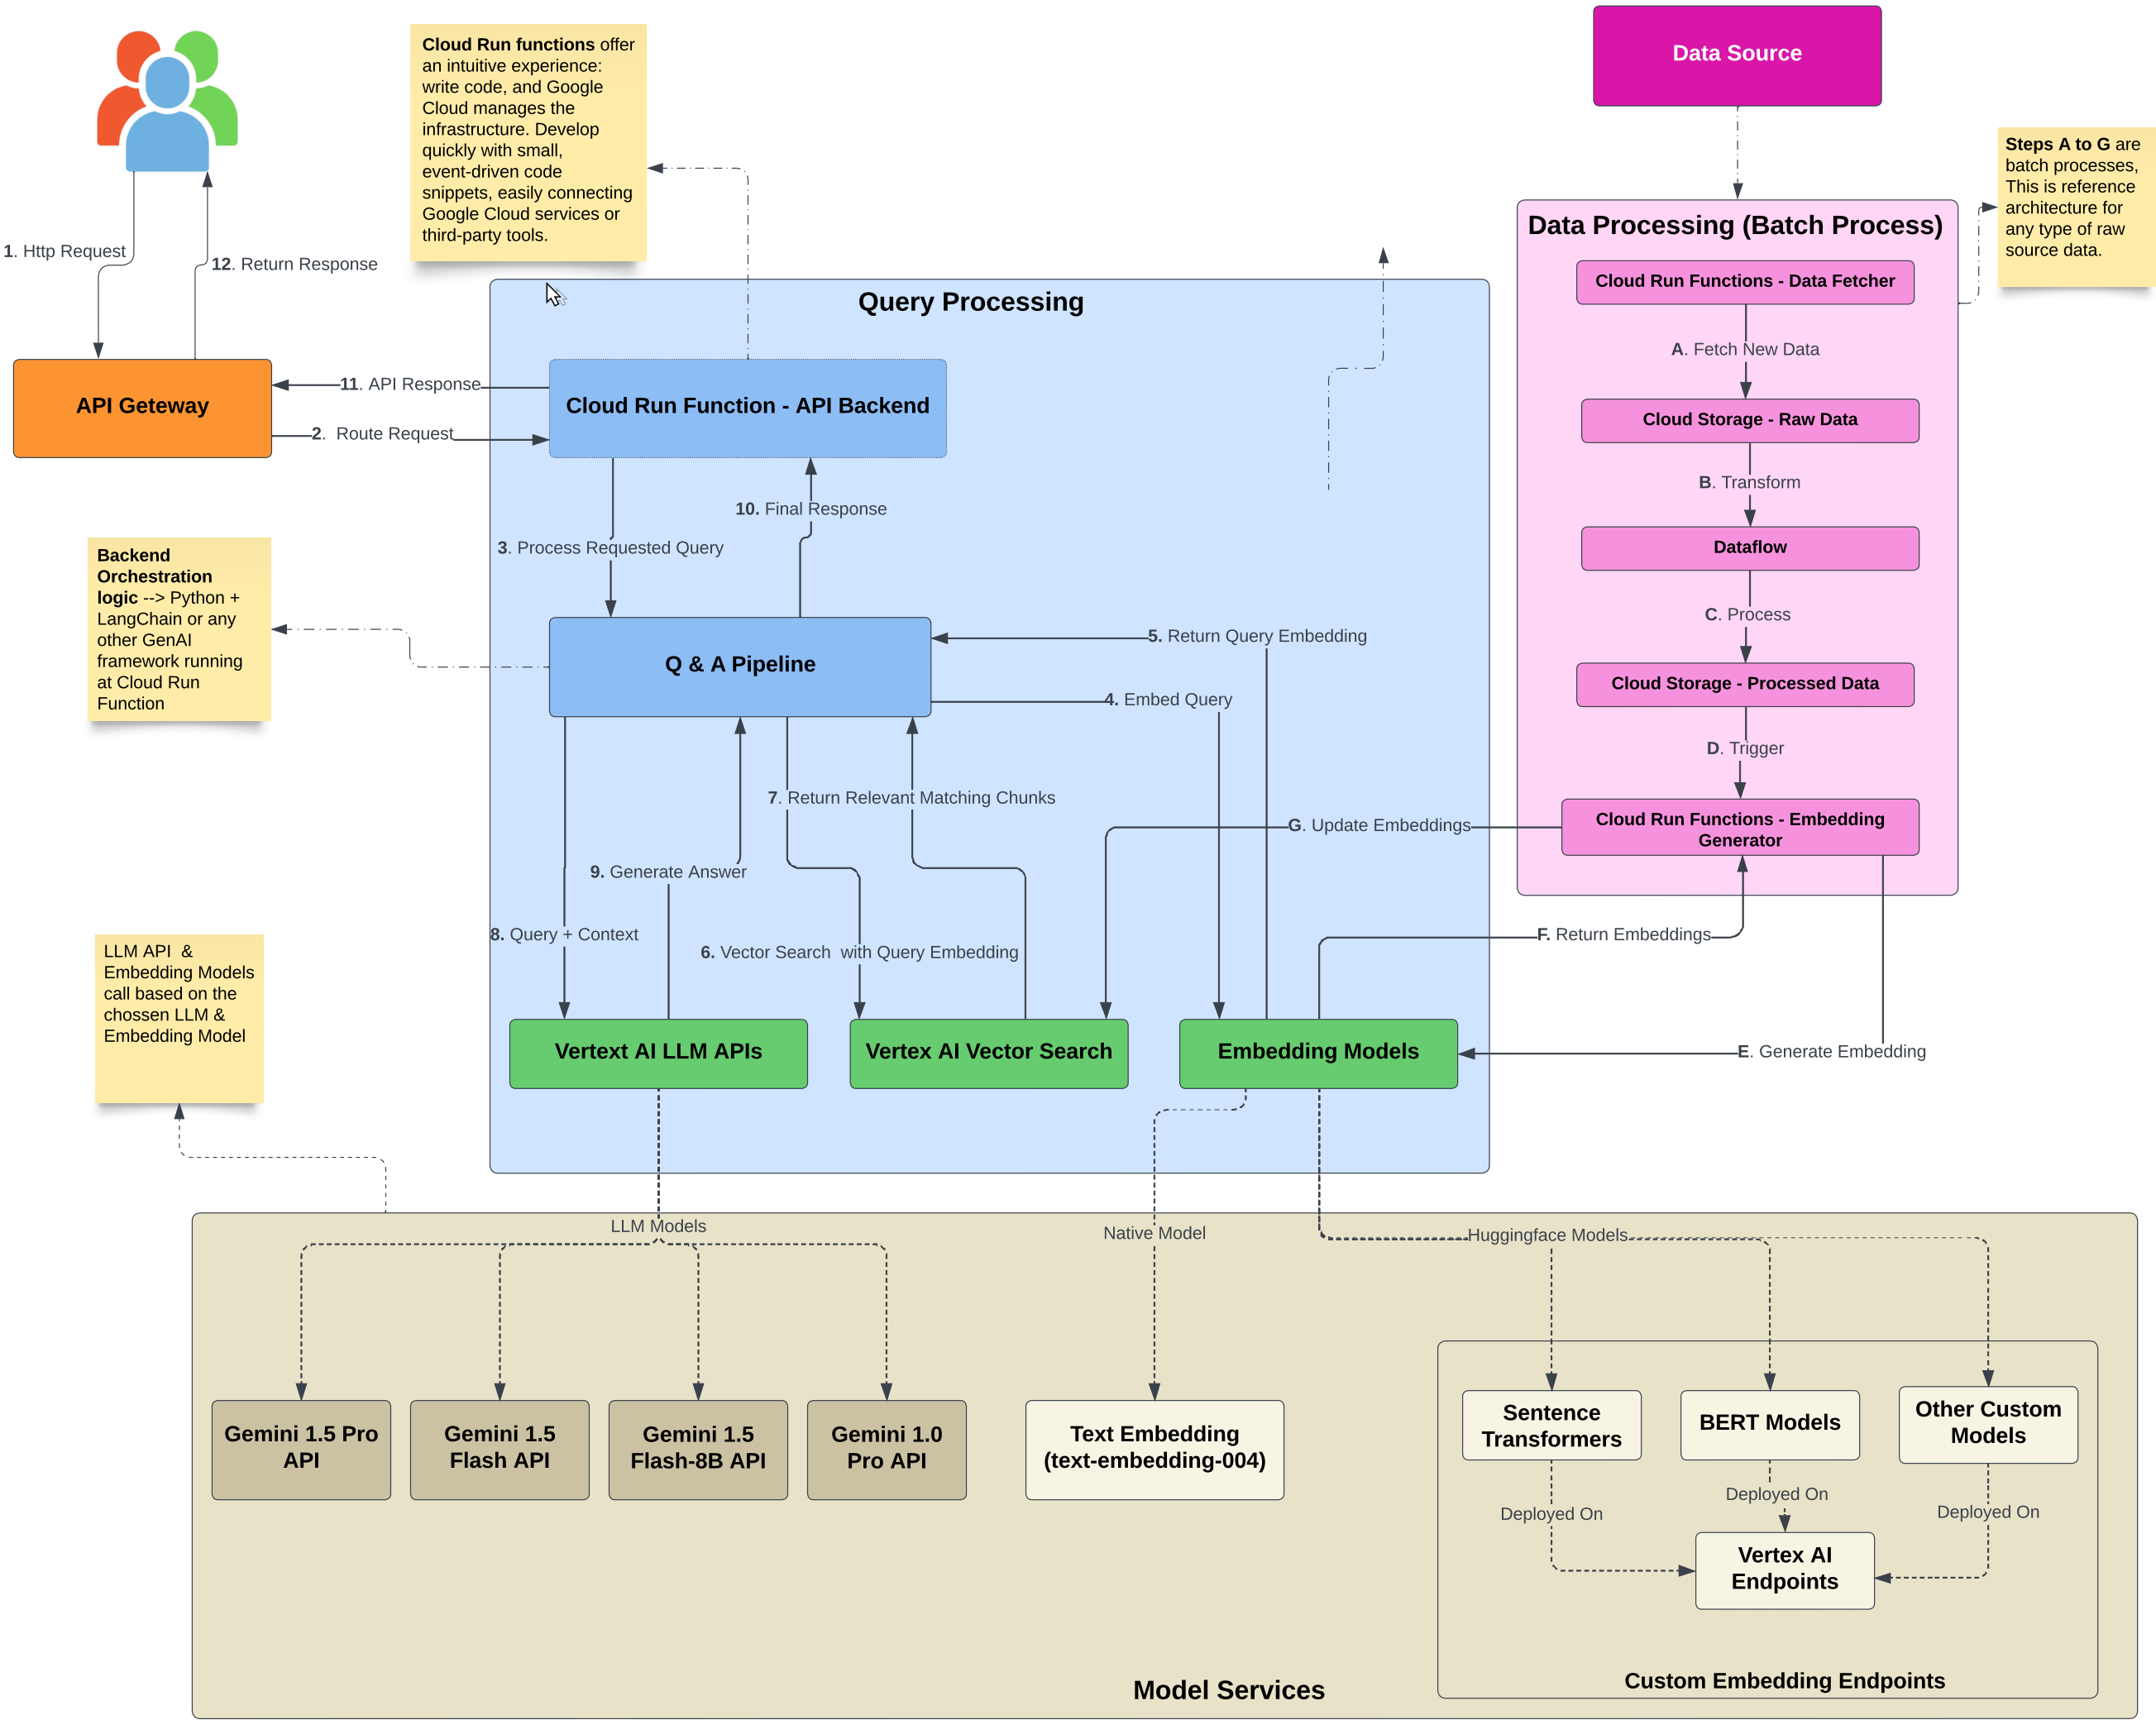 Cloud Run functions offer
an intuitive experience:
write code, and Google
Cloud manages the
infrastructure. Develop
quickly with small,
event-driven code
snippets, easily connecting
Google Cloud services or
third-party tools.
Data Source
Steps A to G are
batch processes,
This is reference
architecture for
any type of raw
source data.
1. Http Request
12. Return Response
API Geteway
11. API Response
2.  Route Request
Query Processing
Cloud Run Function - API Backend
10. Final Response
3. Process Requested Query
Backend
Orchestration
logic --> Python +
LangChain or any
other GenAI
framework running
at Cloud Run
Function
Q & A Pipeline
5. Return Query Embedding
4. Embed Query
7. Return Relevant Matching Chunks
G. Update Embeddings
9. Generate Answer
8. Query + Context
6. Vector Search  with Query Embedding
Vertext AI LLM APIs
Vertex AI Vector Search
Embedding Models
Data Processing (Batch Process)
Cloud Run Functions - Data Fetcher
A. Fetch New Data
Cloud Storage - Raw Data
B. Transform
Dataflow
C. Process
Cloud Storage - Processed Data
D. Trigger
Cloud Run Functions - Embedding
Generator
F. Return Embeddings
E. Generate Embedding
LLM API  &
Embedding Models
call based on the
chossen LLM &
Embedding Model
LLM Models
Native Model
Huggingface Models
Gemini 1.5 Pro
API
Gemini 1.5
Flash API
Gemini 1.5
Flash-8B API
Gemini 1.0
Pro API
Text Embedding
(text-embedding-004)
Sentence
Transformers
BERT Models
Other Custom
Models
Deployed On
Deployed On
Deployed On
Vertex AI
Endpoints
Custom Embedding Endpoints
Model Services